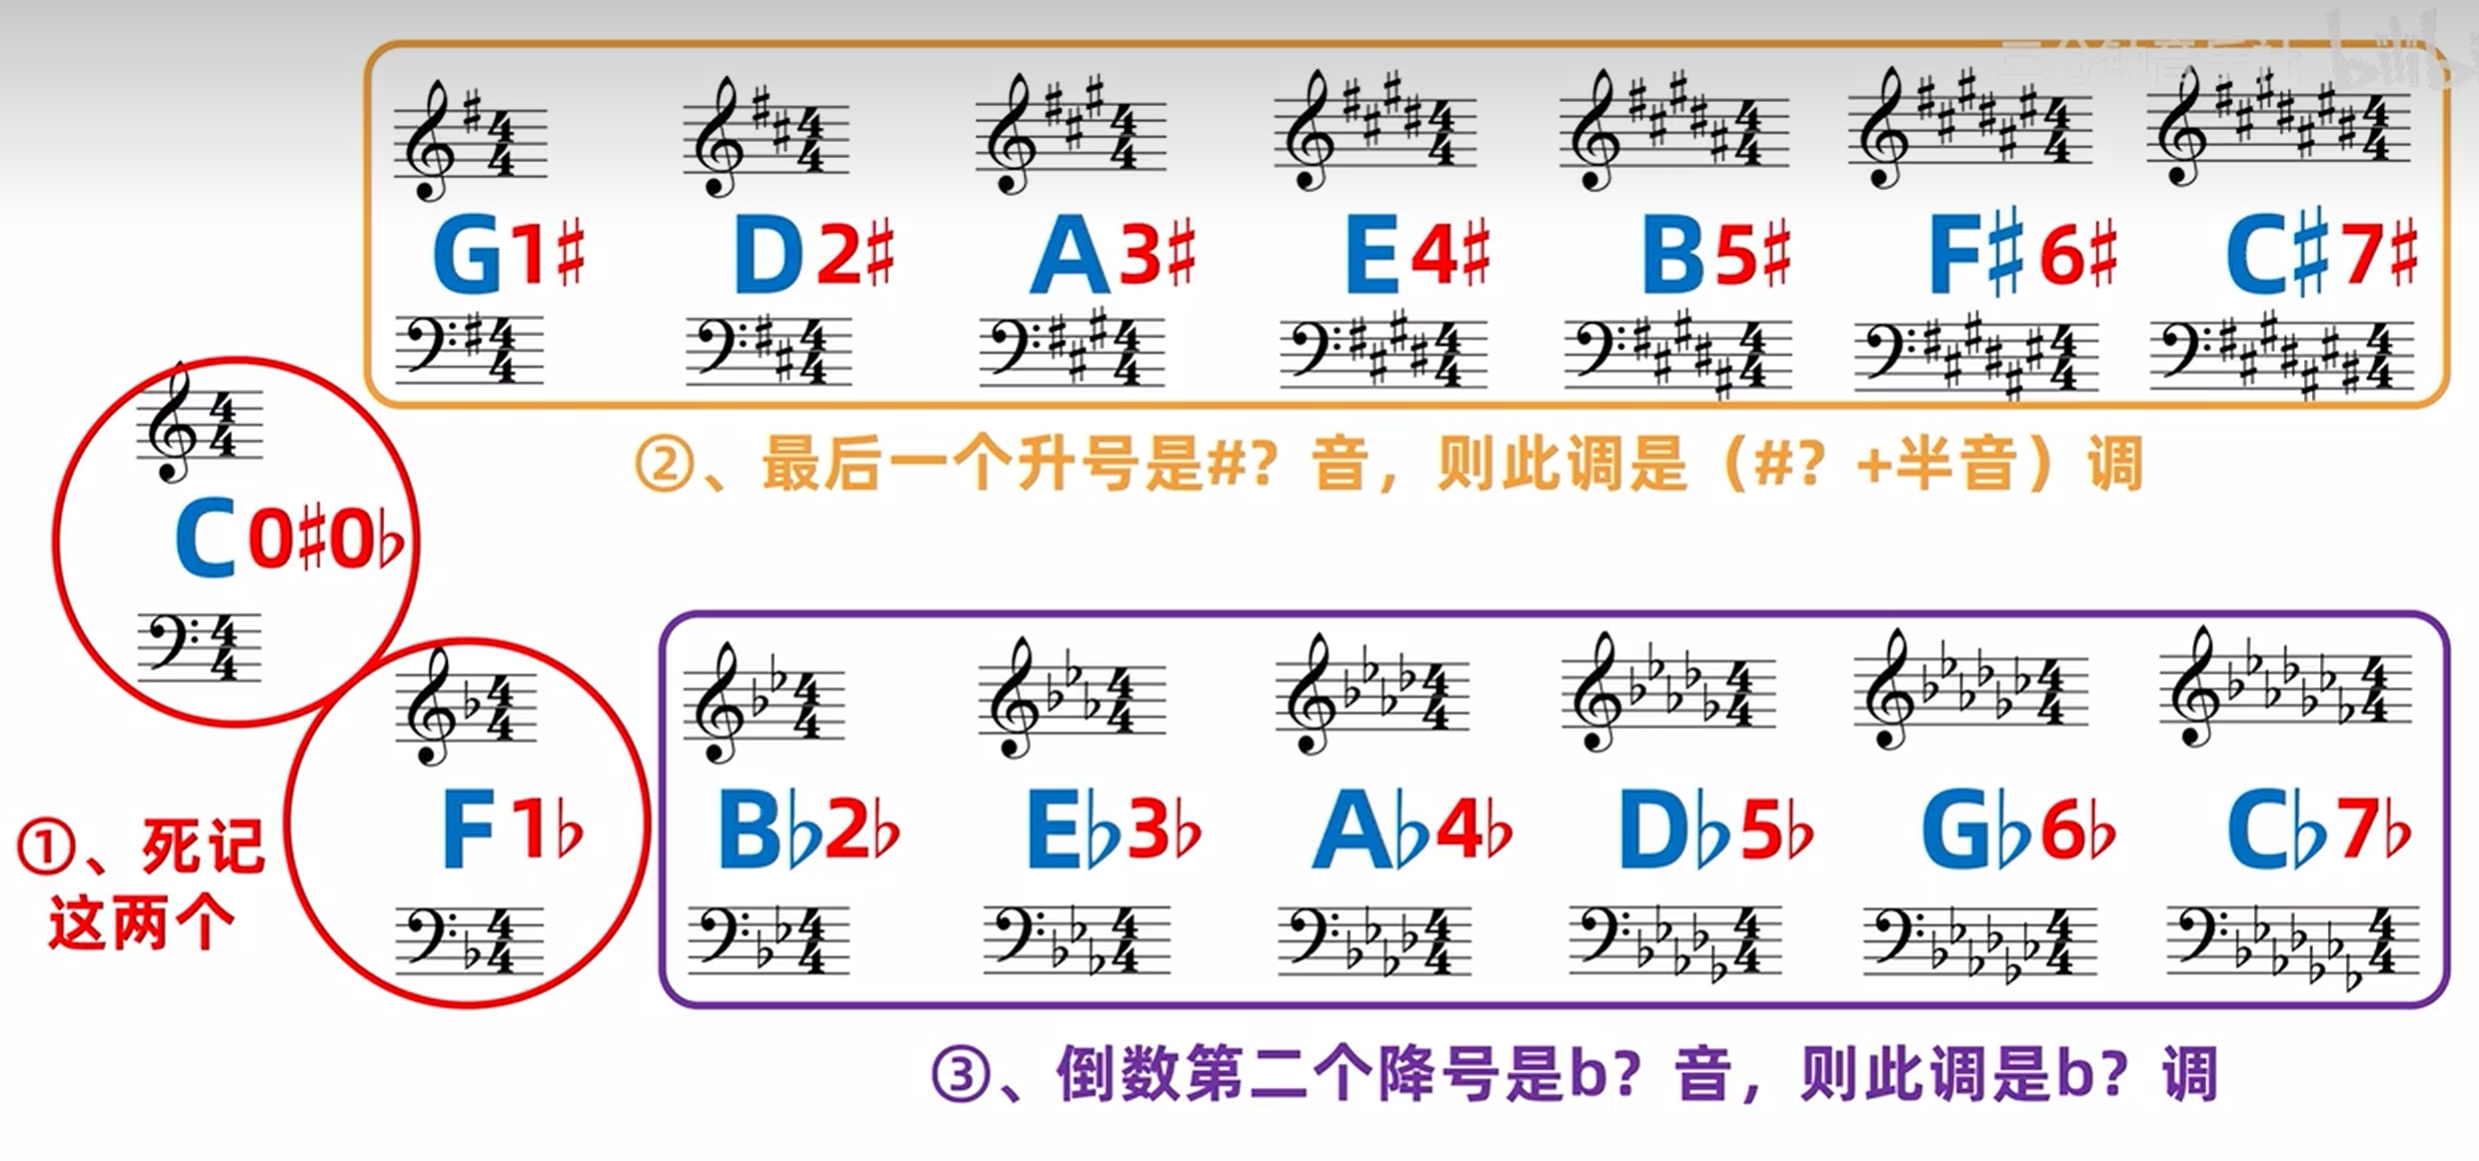 G1♯ D2♯ A3♯ E4♯ B5♯ F♯6♯ C♯7♯
②、最后一个升号是#？音，则此调是（#？+半音）调
C0♯0♭
①、死记
这两个
F1♭ B♭2♭ E♭3♭ A♭4♭ D♭5♭ G♭6♭ C♭7♭
③、倒数第二个降号是b？音，则此调是b？调